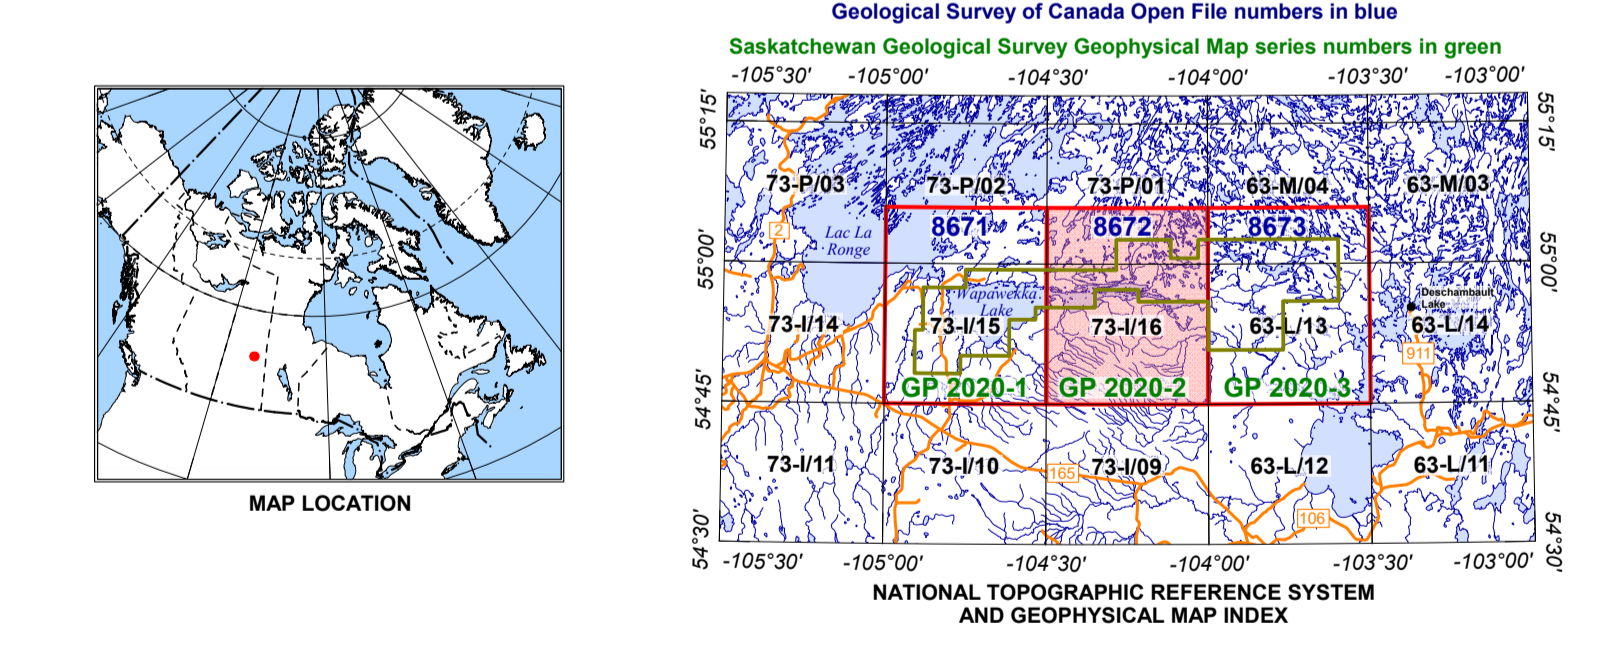 Geological Survey of Canada Open File numbers in blue
Saskatchewan Geological Survey Geophysical Map series numbers in green
-105°30' -105°00' -104°30' -104°00' -103°30' -103°00'
55°15' 55°15'
73-P/03 73-P/02 73-P/01 63-M/04 63-M/03
2 Lac La 8671 8672 8673
Ronge
55°00' 55°00'
Wapawekka Deschambault
Lake Lake
73-I/14 73-I/15 73-I/16 63-L/13 63-L/14
911
GP 2020-1 GP 2020-2 GP 2020-3
54°45' 54°45'
73-I/11 73-I/10 165 73-I/09 63-L/12 63-L/11
106
54°30' 54°30'
-105°30' -105°00' -104°30' -104°00' -103°30' -103°00'
MAP LOCATION
NATIONAL TOPOGRAPHIC REFERENCE SYSTEM
AND GEOPHYSICAL MAP INDEX